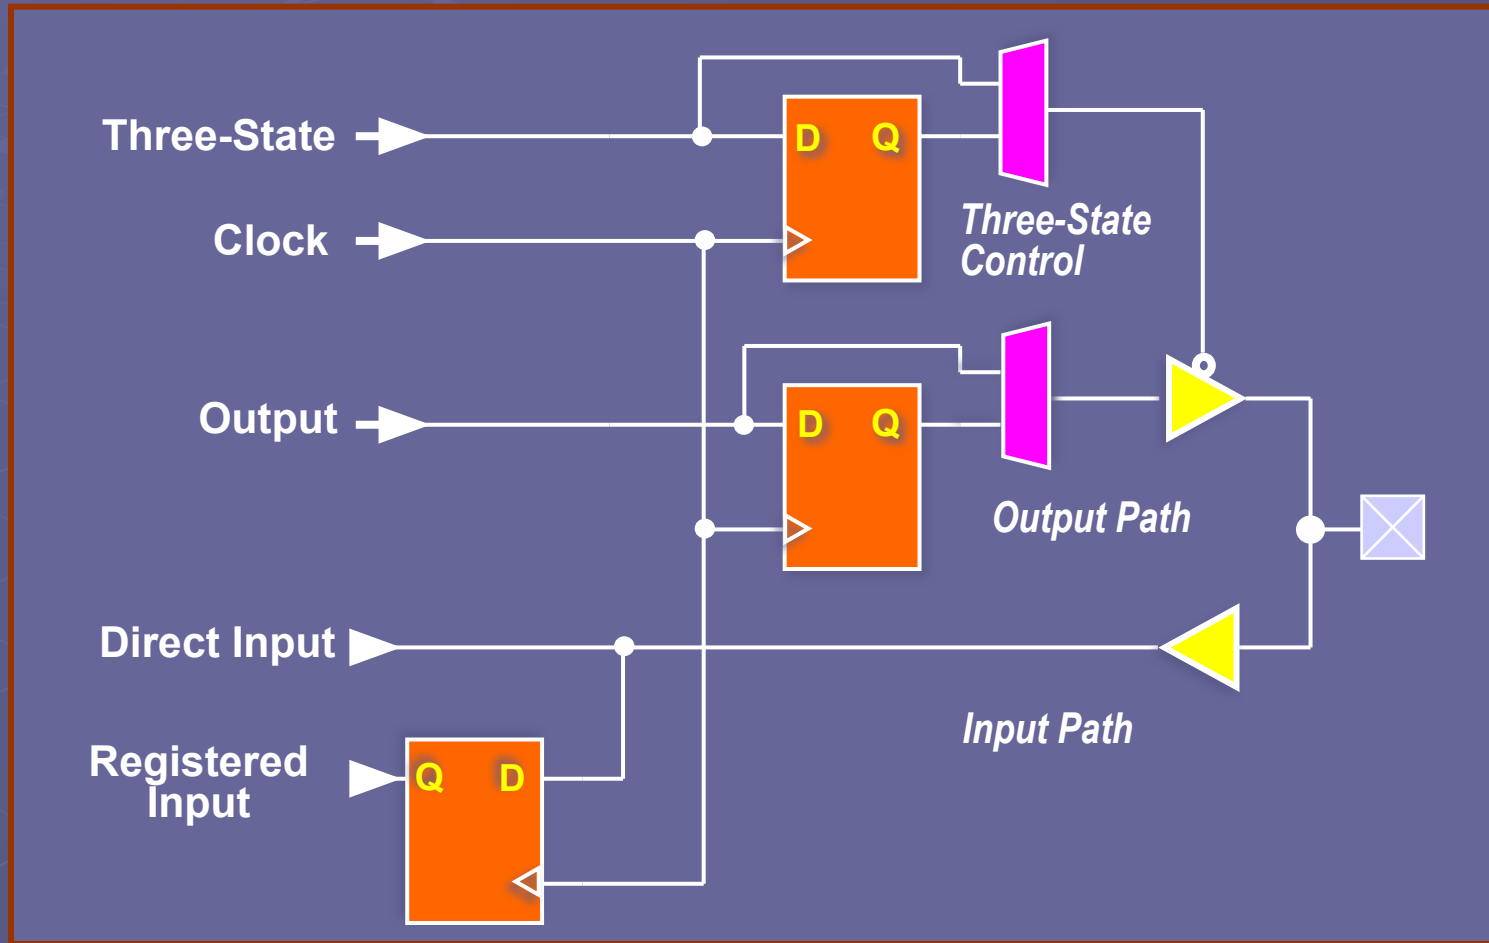 Three-State
D Q
Clock
Three-State
Control
Output
D Q
Output Path
Direct Input
Input Path
Registered
Input
Q D